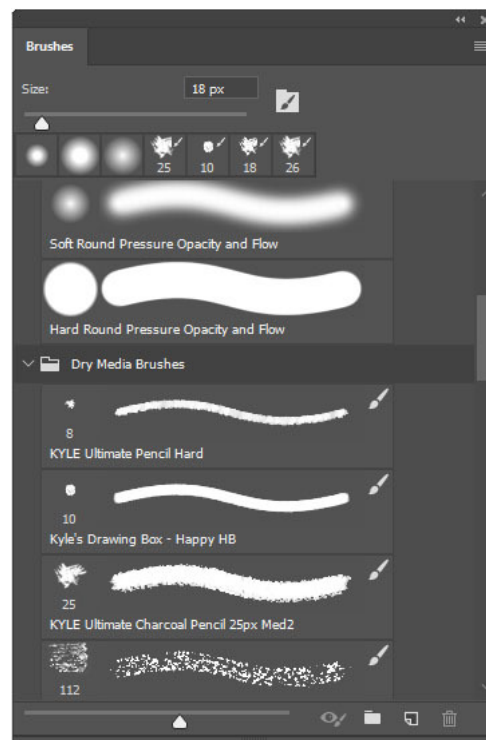 Brushes
Size: 18 px
25 10 18 26
Soft Round Pressure Opacity and Flow
Hard Round Pressure Opacity and Flow
Dry Media Brushes
8
KYLE Ultimate Pencil Hard
10
Kyle's Drawing Box - Happy HB
25
KYLE Ultimate Charcoal Pencil 25px Med2
112